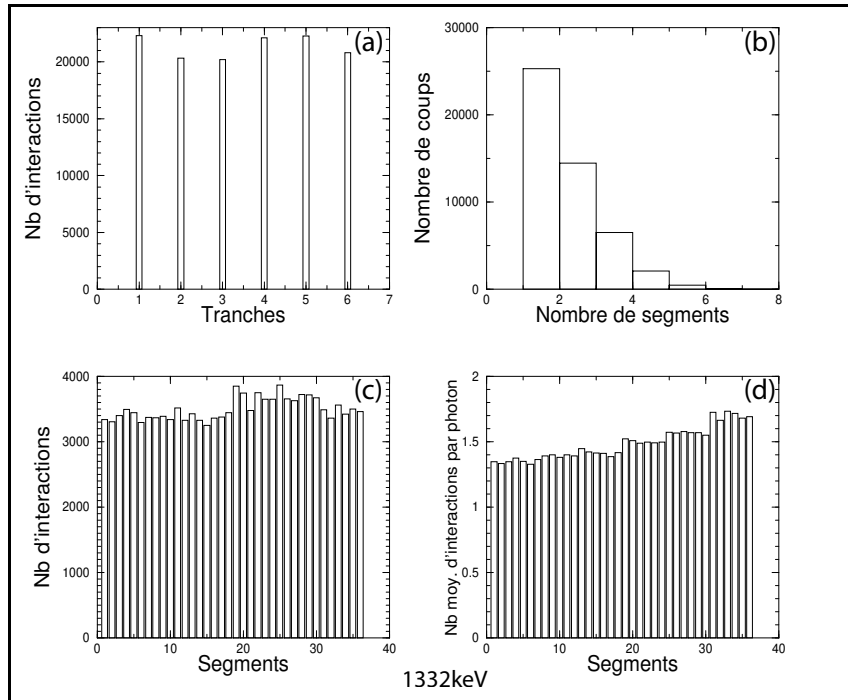 (a)
Nb d'interactions
20000
15000
10000
5000
0
0 1 2 3 4 5 6 7
Tranches
(b)
Nombre de coups
30000
20000
10000
0
0 2 4 6 8
Nombre de segments
(c)
Nb d'interactions
4000
3000
2000
1000
0
0 10 20 30 40
Segments
(d)
Nb moy. d'interactions par photon
2
1.5
1
0.5
0
0 10 20 30 40
Segments
1332keV